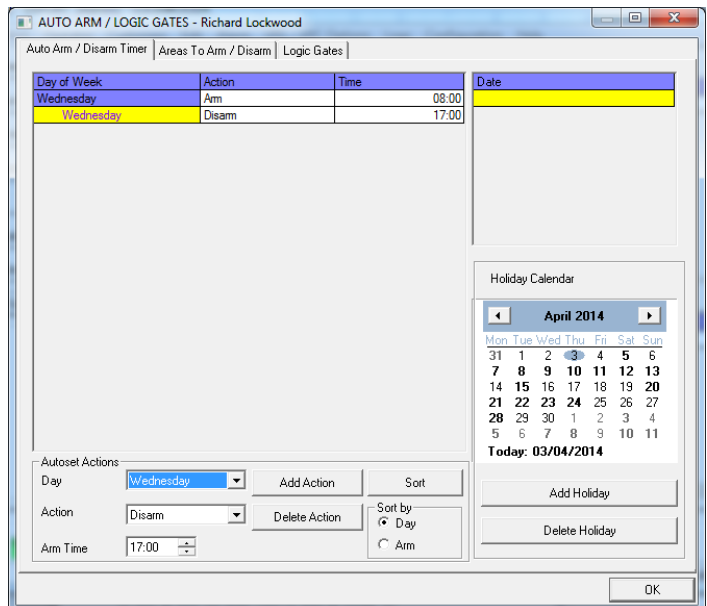 AUTO ARM / LOGIC GATES - Richard Lockwood
Auto Arm / Disarm Timer Areas To Arm / Disarm Logic Gates
Day of Week Action Time
Wednesday Arm 08:00
Wednesday Disarm 17:00
Date
Holiday Calendar
April 2014
Mon Tue Wed Thu Fri Sat Sun
31 1 2 3 4 5 6
7 8 9 10 11 12 13
14 15 16 17 18 19 20
21 22 23 24 25 26 27
28 29 30 1 2 3 4
5 6 7 8 9 10 11
Today: 03/04/2014
Add Holiday
Delete Holiday
Autoset Actions
Day Wednesday Add Action Sort
Action Disarm Delete Action
Sort by
Day
Arm
Arm Time 17:00
OK